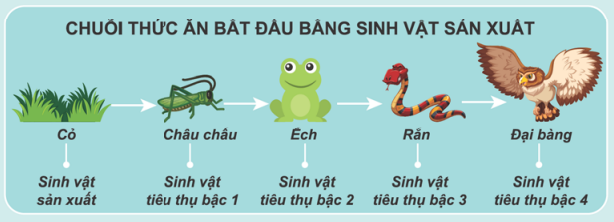 CHUỖI THỨC ĂN BẮT ĐẦU BẰNG SINH VẬT SẢN XUẤT
Cỏ Châu chấu Ếch Rắn Đại bàng
Sinh vật Sinh vật Sinh vật Sinh vật Sinh vật
sản xuất tiêu thụ bậc 1 tiêu thụ bậc 2 tiêu thụ bậc 3 tiêu thụ bậc 4